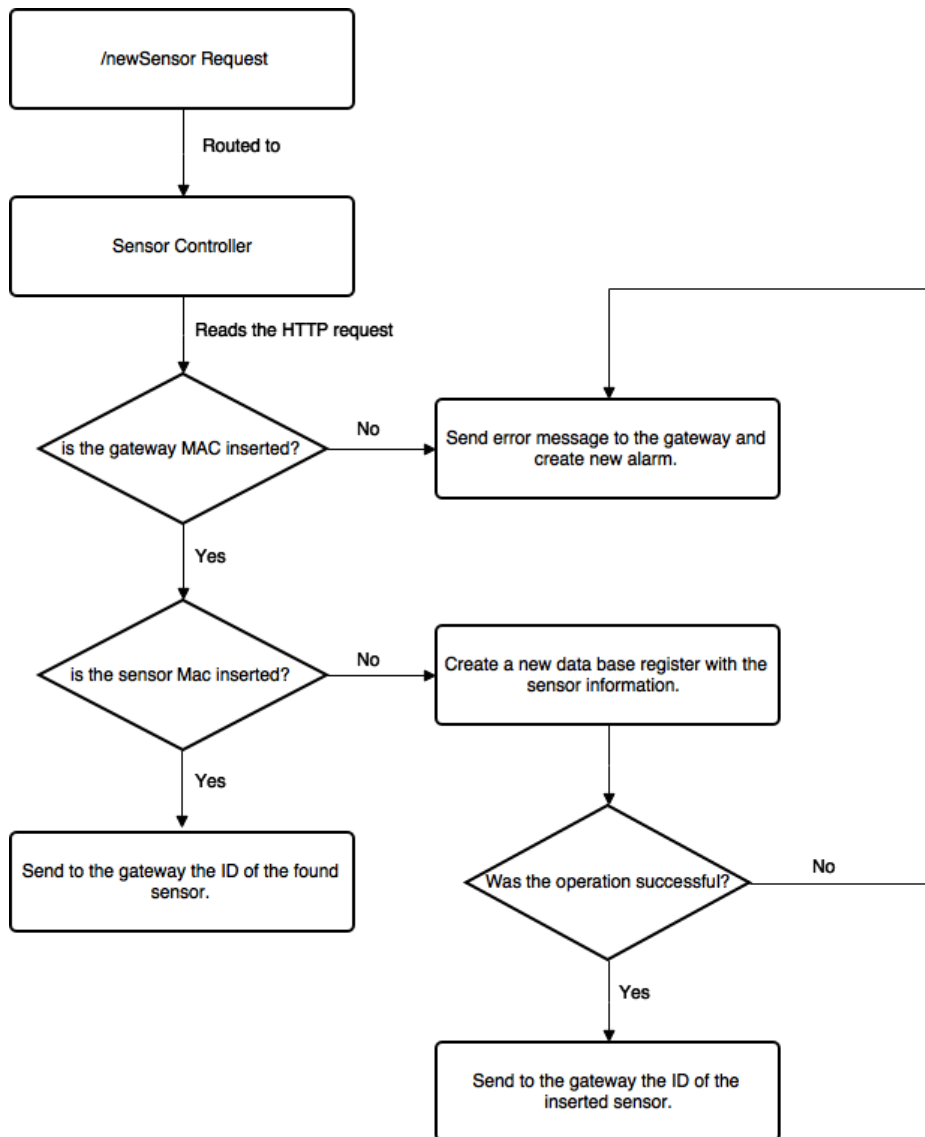 /newSensor Request
Routed to
Sensor Controller
Reads the HTTP request
is the gateway MAC inserted?
No
Send error message to the gateway and
create new alarm.
Yes
is the sensor Mac inserted?
No
Create a new data base register with the
sensor information.
Yes
Send to the gateway the ID of the found
sensor.
Was the operation successful?
No
Yes
Send to the gateway the ID of the
inserted sensor.